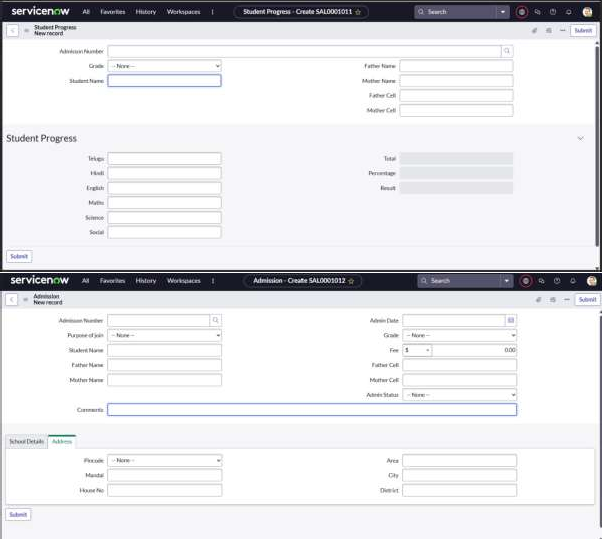 servicenow All Favorites History Workspaces Student Progress - Create SAL0001011 Search
Student Progress
New record
Submit
Admission Number
Grade -- None -- Father Name
Student Name Mother Name
Father Cell
Mother Cell
Student Progress
Telugu Total
Hindi Percentage
English Result
Maths
Science
Social
Submit
servicenow All Favorites History Workspaces Admission - Create SAL0001012 Search
Admission
New record
Submit
Admission Number Admin Date
Purpose of join -- None -- Grade -- None --
Student Name Fee $ 0.00
Father Name Father Cell
Mother Name Mother Cell
Admin Status -- None --
Comments
School Details Address
Pincode -- None -- Area
Mandal City
House No District
Submit